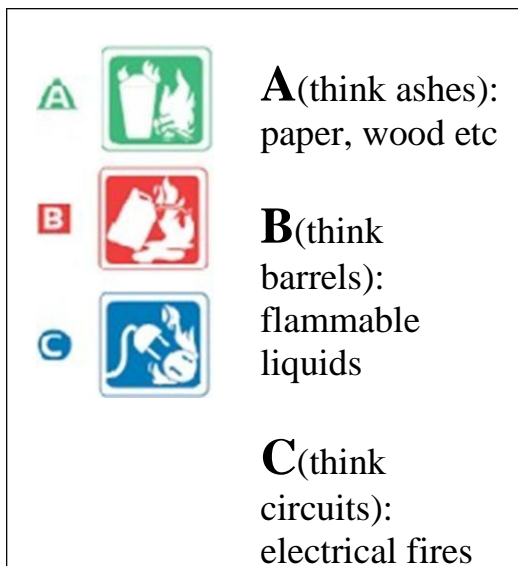 A
A(think ashes):
paper, wood etc
B
B(think
barrels):
flammable
liquids
C
C(think
circuits):
electrical fires